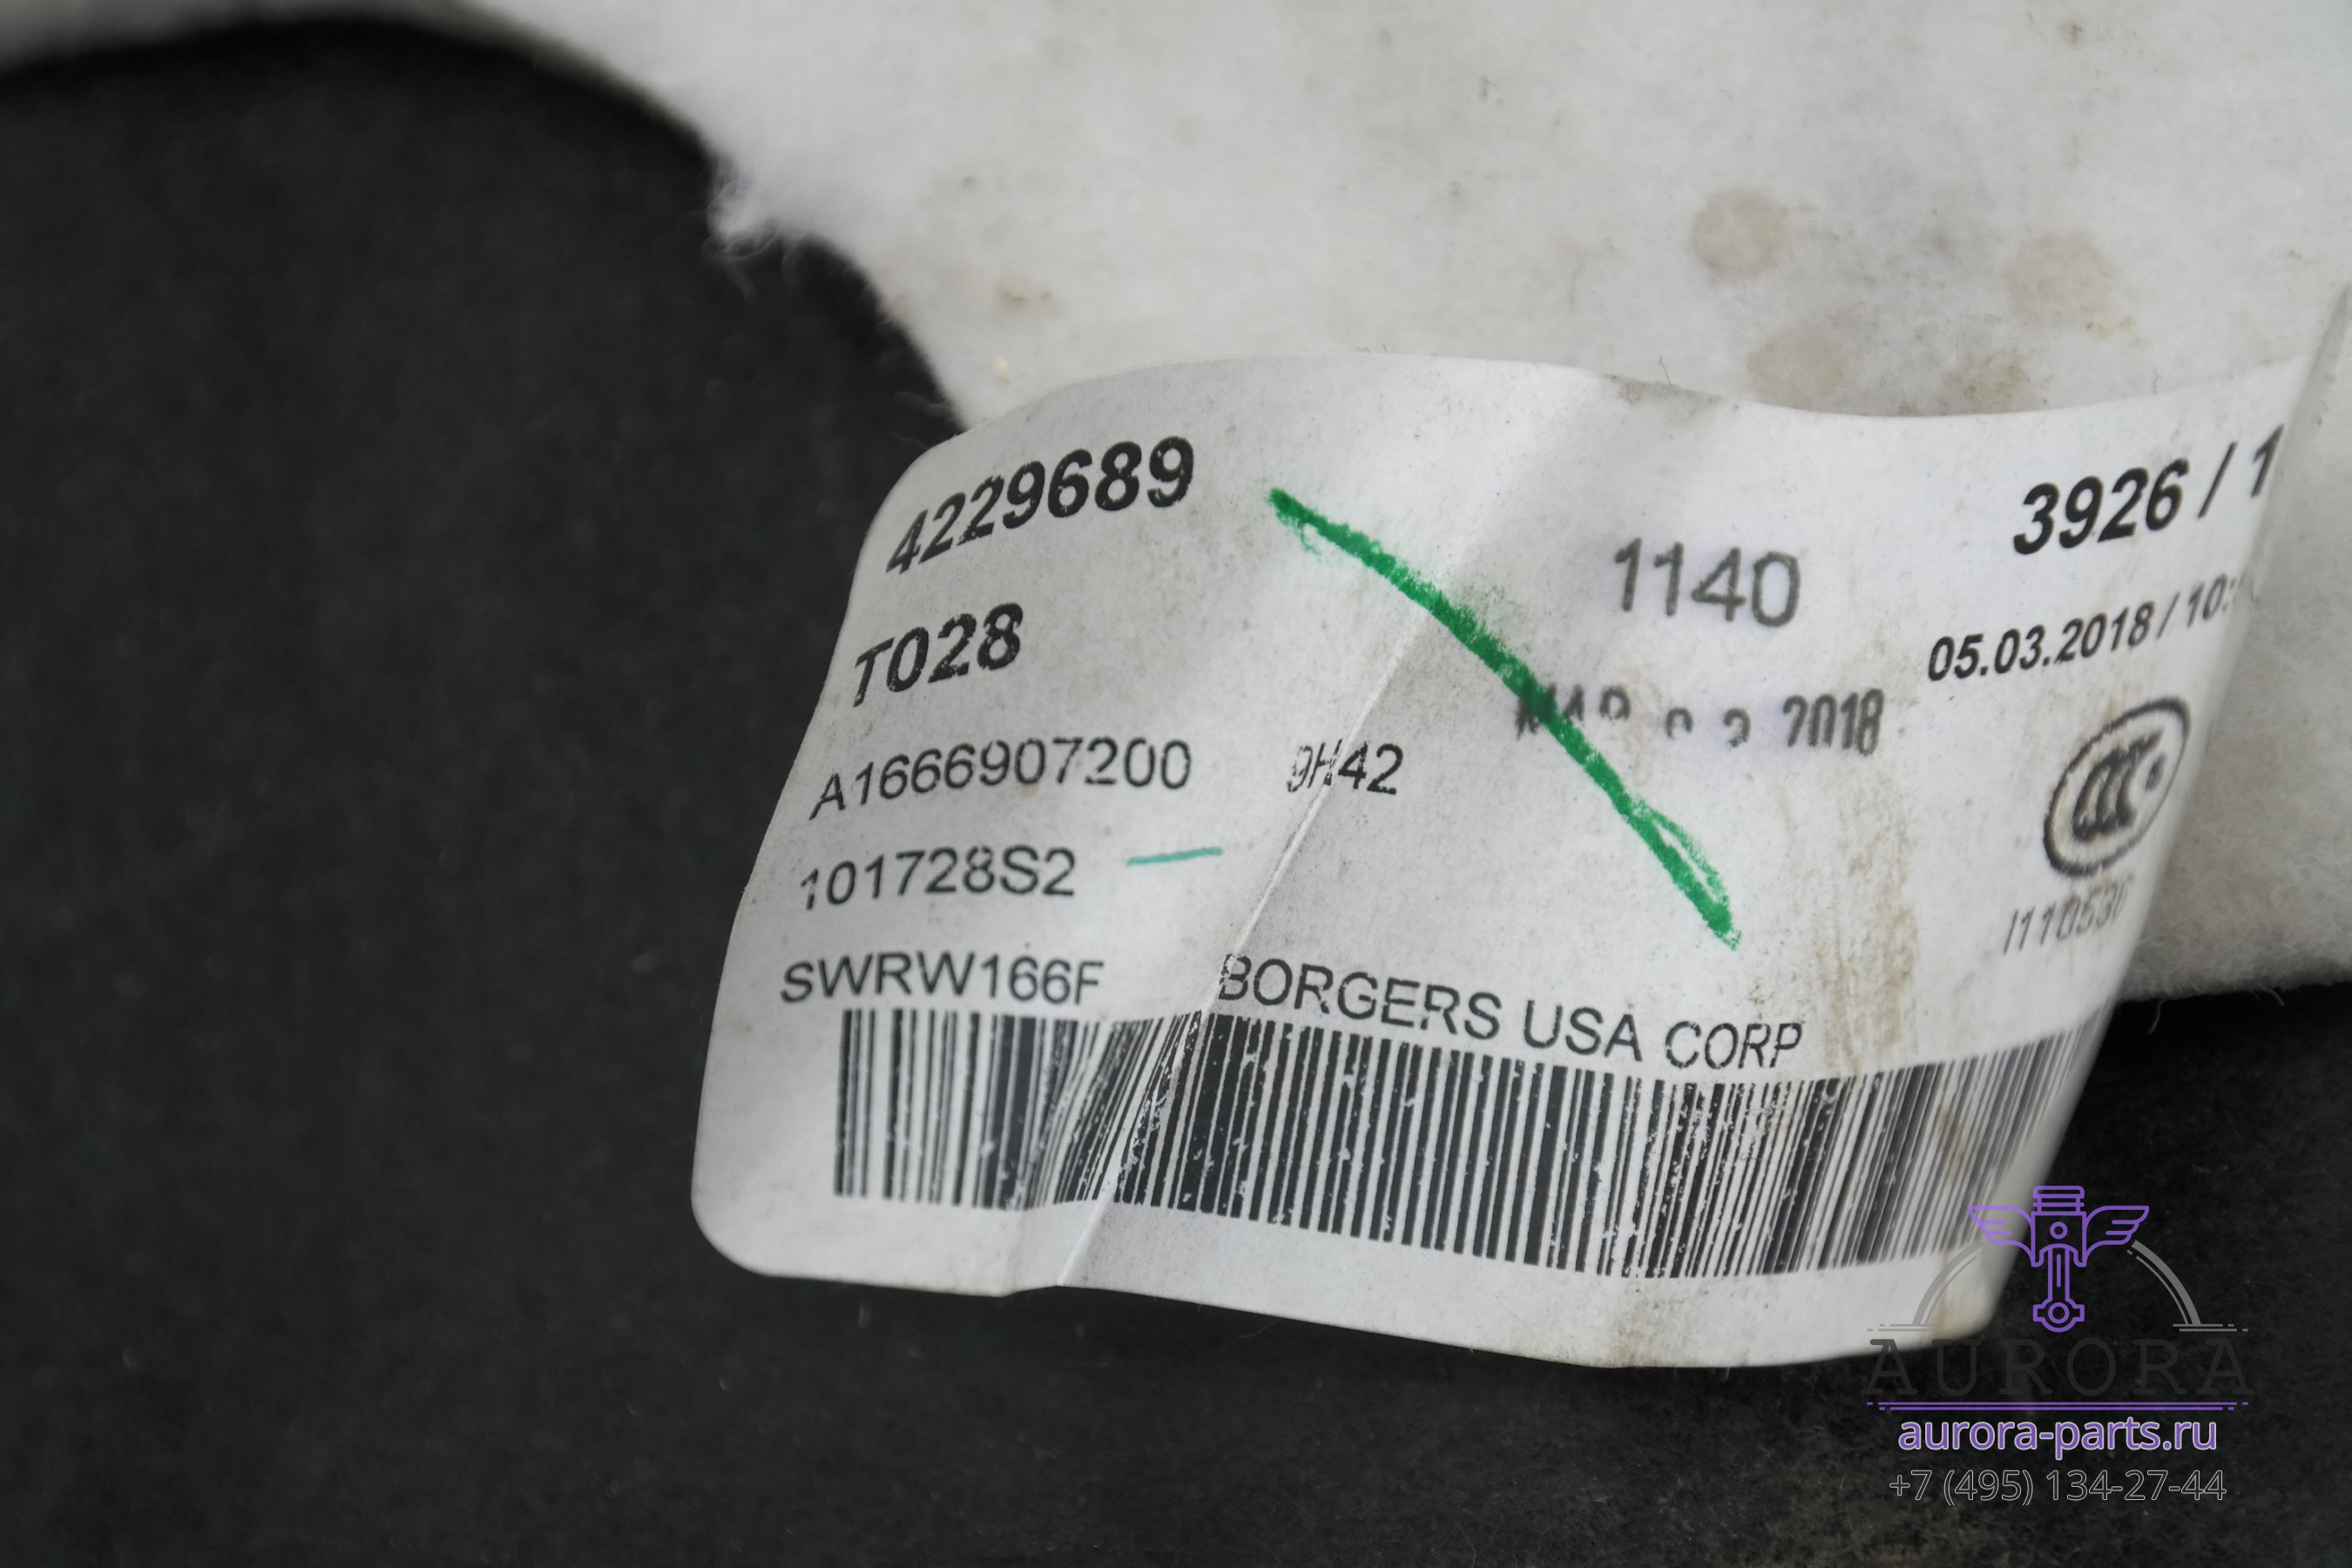 4229689
3926 / 1
T028
1140
05.03.2018 / 10:
A1666907200 9H42
2018
101728S2
SWRW166F BORGERS USA CORP
AURORA
aurora-parts.ru
+7 (495) 134-27-44